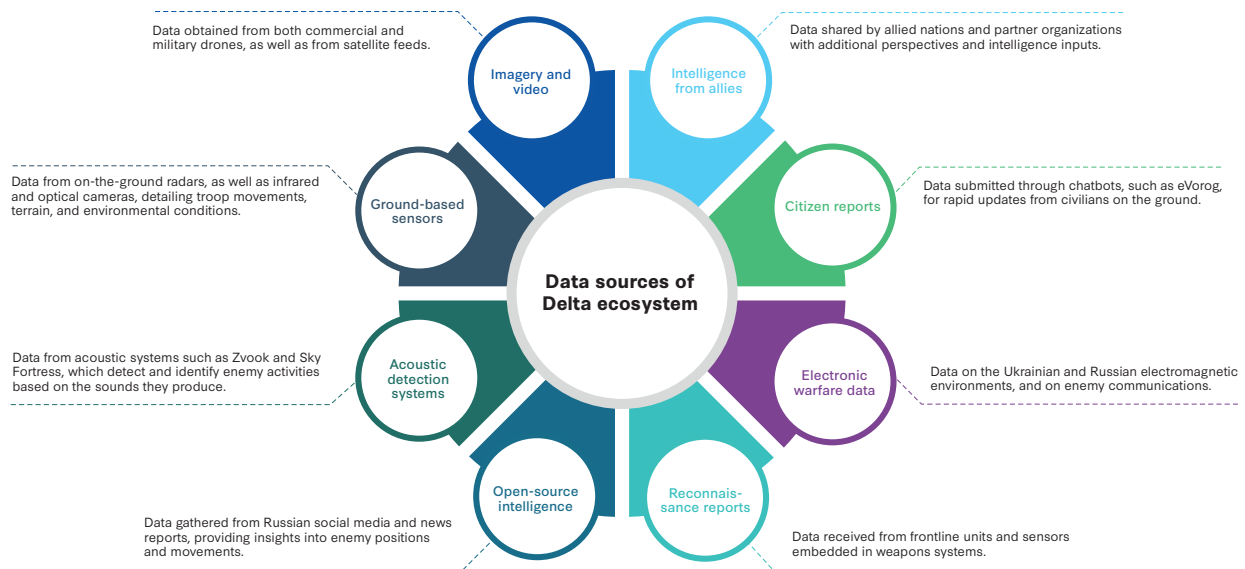 Data obtained from both commercial and
military drones, as well as from satellite feeds.
Imagery and
video
Intelligence
from allies
Data shared by allied nations and partner organizations
with additional perspectives and intelligence inputs.
Data from on-the-ground radars, as well as infrared
and optical cameras, detailing troop movements,
terrain, and environmental conditions.
Ground-based
sensors
Citizen reports
Data submitted through chatbots, such as eVorog,
for rapid updates from civilians on the ground.
Data sources of
Delta ecosystem
Data from acoustic systems such as Zvook and Sky
Fortress, which detect and identify enemy activities
based on the sounds they produce.
Acoustic
detection
systems
Electronic
warfare data
Data on the Ukrainian and Russian electromagnetic
environments, and on enemy communications.
Open-source
intelligence
Reconnais-
sance reports
Data gathered from Russian social media and news
reports, providing insights into enemy positions
and movements.
Data received from frontline units and sensors
embedded in weapons systems.